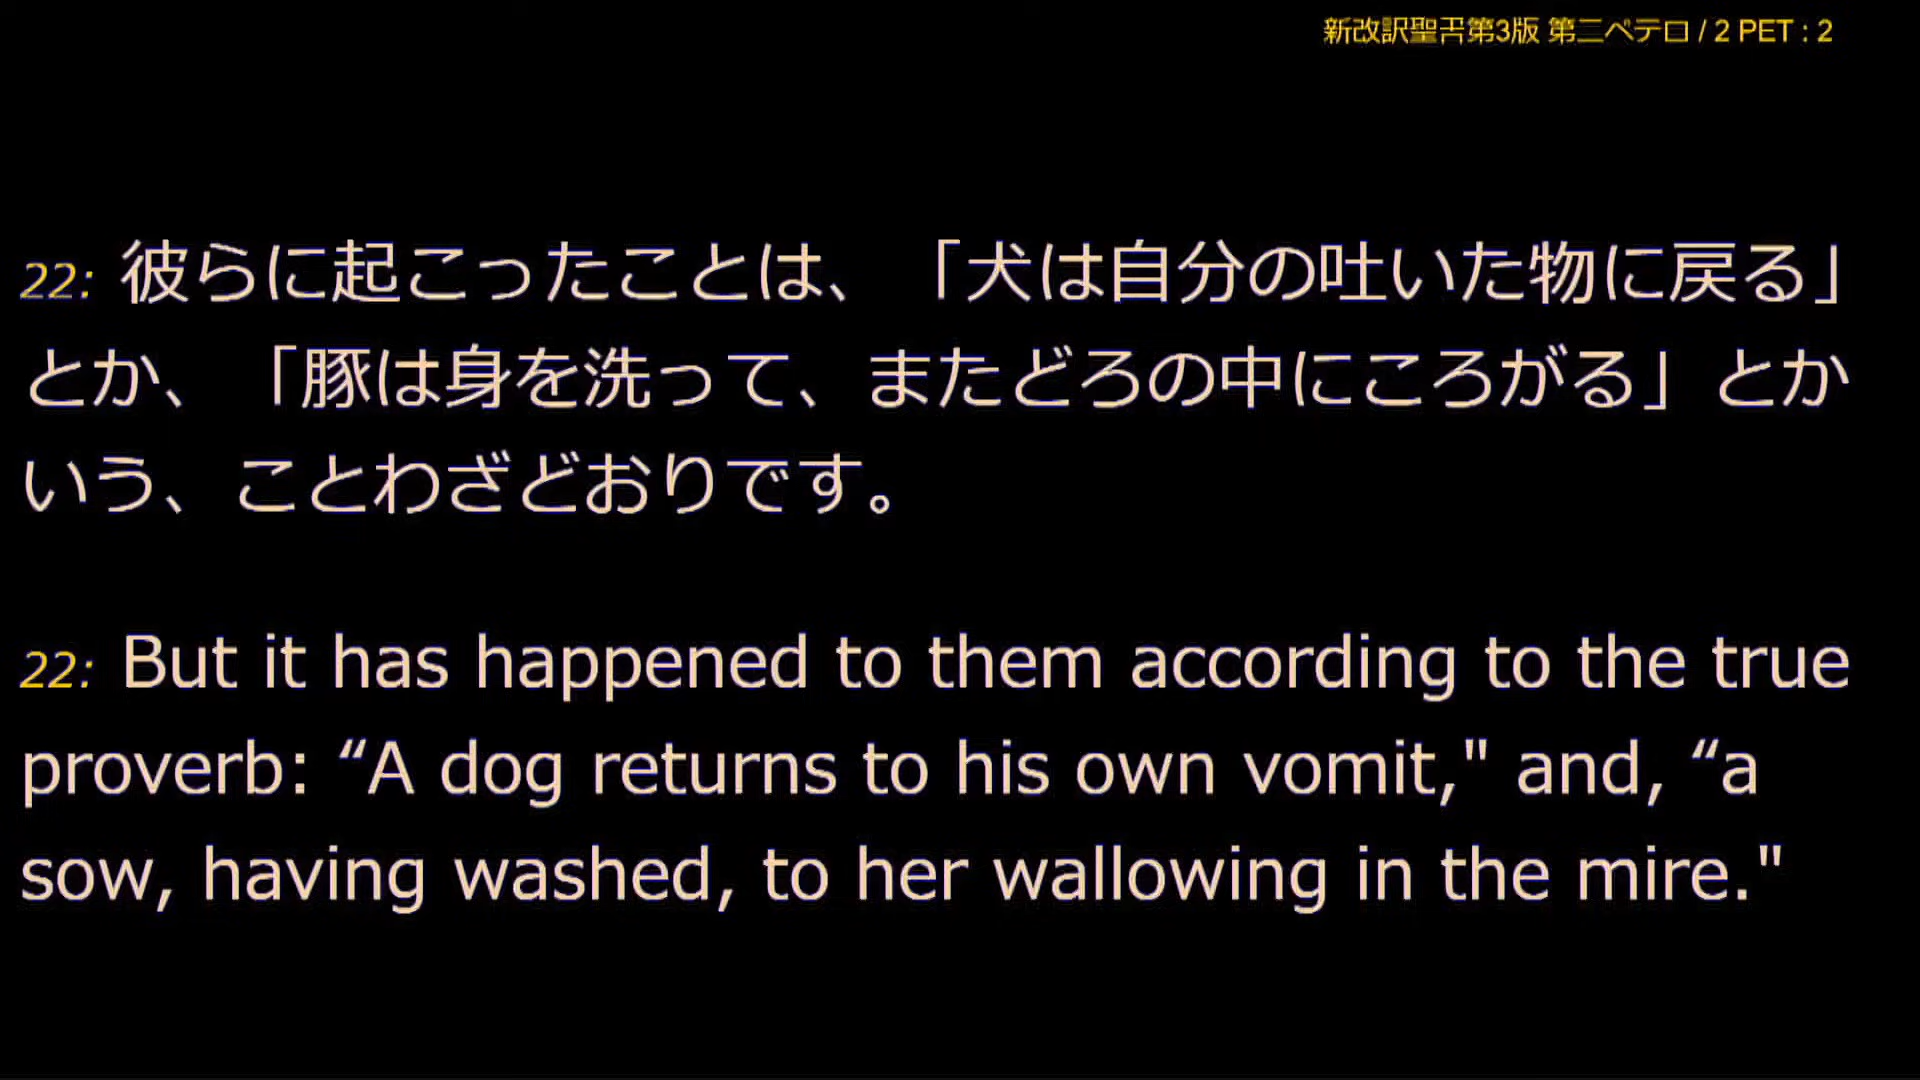 新改訳聖書第3版 第二ペテロ / 2 PET : 2
22: 彼らに起こったことは、「犬は自分の吐いた物に戻る」
とか、「豚は身を洗って、またどろの中にころがる」とか
いう、ことわざどおりです。
22: But it has happened to them according to the true
proverb: “A dog returns to his own vomit," and, “a
sow, having washed, to her wallowing in the mire."